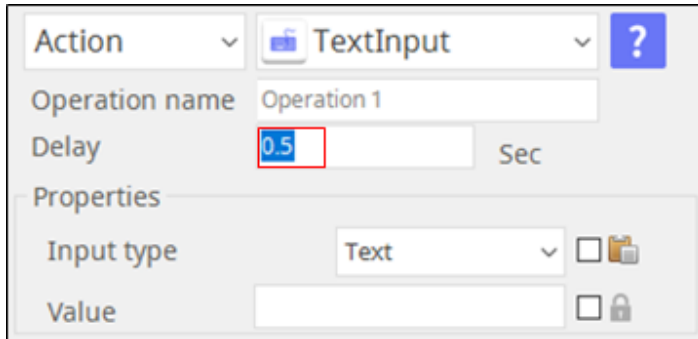 Action TextInput ?
Operation name Operation 1
Delay 0.5 Sec
Properties
Input type Text
Value